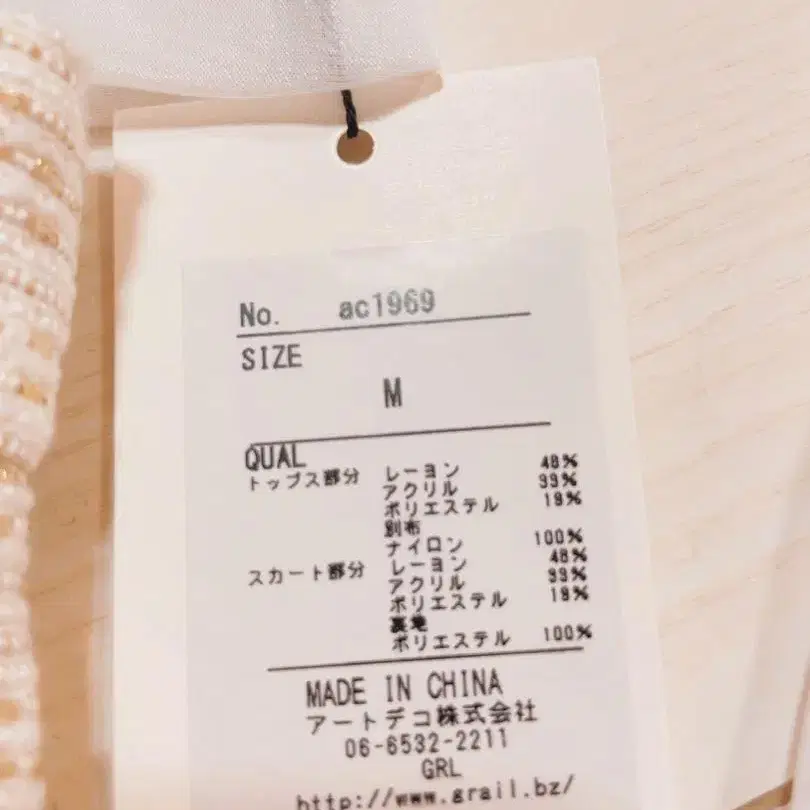 No. ac1969
SIZE
M
QUAL
トップス部分 レーヨン 48%
アクリル 33%
ポリエステル 19%
別布
ナイロン 100%
スカート部分 レーヨン 48%
アクリル 33%
ポリエステル 19%
裏地
ポリエステル 100%
MADE IN CHINA
アートデコ株式会社
06-6532-2211
GRL
http://www.grail.bz/